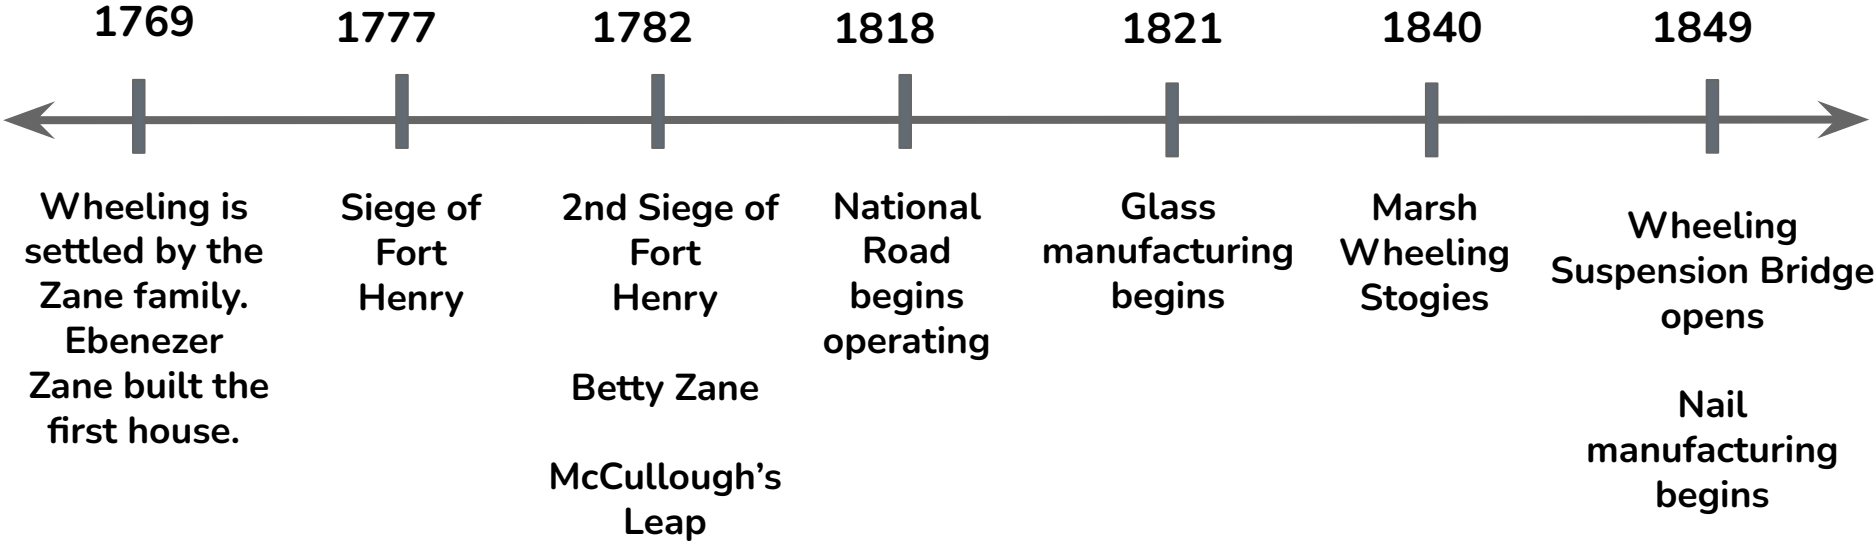 1769
Wheeling is
settled by the
Zane family.
Ebenezer
Zane built the
first house.
1777
Siege of
Fort
Henry
1782
2nd Siege of
Fort
Henry
Betty Zane
McCullough’s
Leap
1818
National
Road
begins
operating
1821
Glass
manufacturing
begins
1840
Marsh
Wheeling
Stogies
1849
Wheeling
Suspension Bridge
opens
Nail
manufacturing
begins